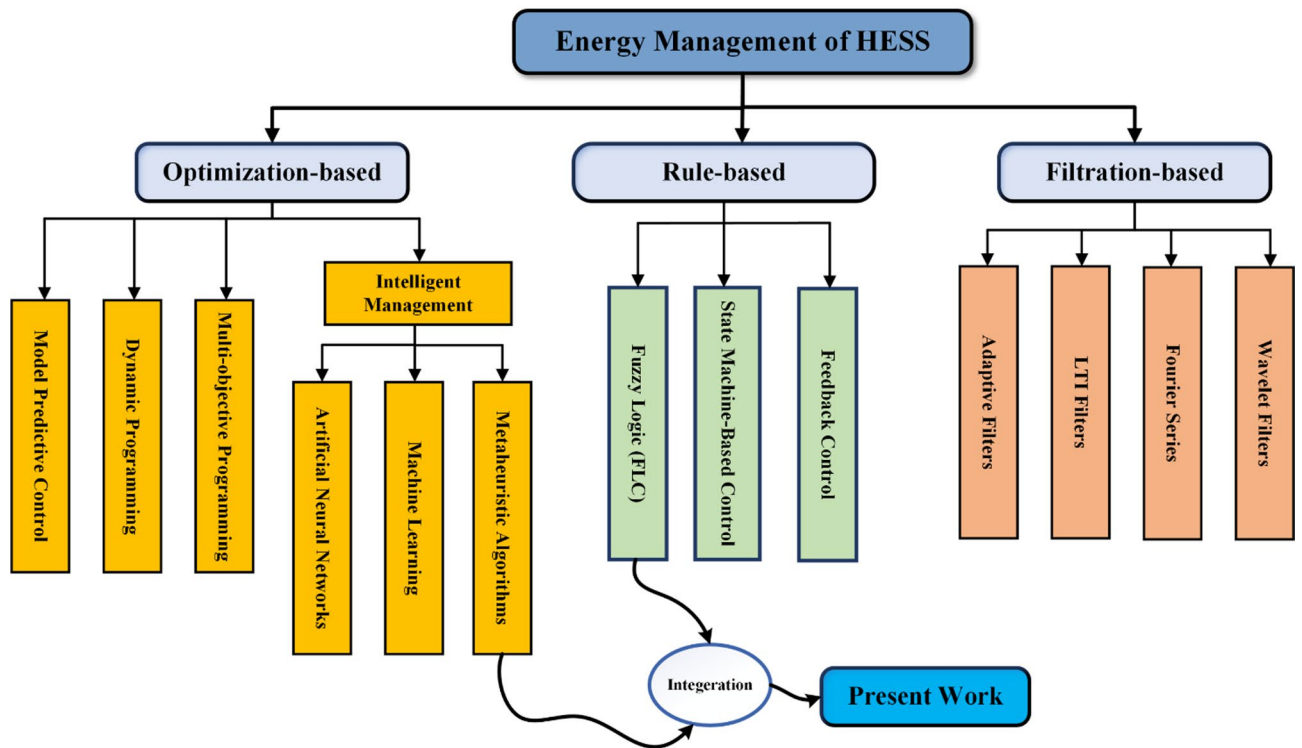 Energy Management of HESS
Optimization-based
Rule-based
Filtration-based
Model Predictive Control
Dynamic Programming
Multi-objective Programming
Intelligent
Management
Artificial Neural Networks
Machine Learning
Metaheuristic Algorithms
Fuzzy Logic (FLC)
State Machine-Based Control
Feedback Control
Adaptive Filters
LTI Filters
Fourier Series
Wavelet Filters
Integeration
Present Work